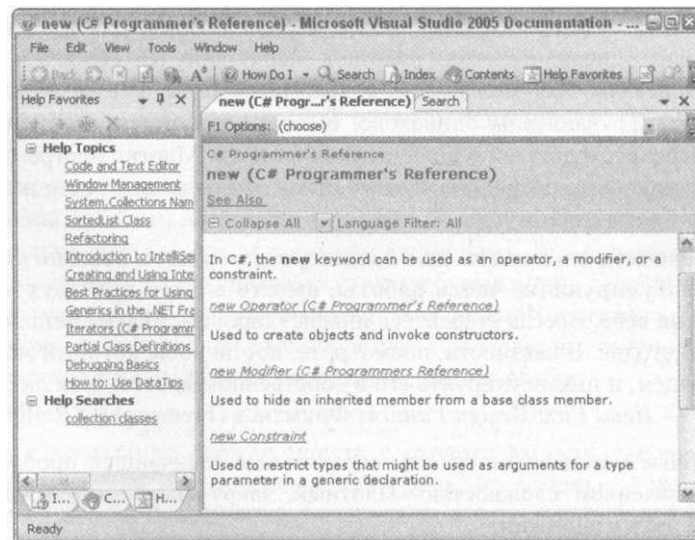 new (C# Programmer's Reference) - Microsoft Visual Studio 2005 Documentation - ...
File Edit View Tools Window Help
Back How Do I Search Index Contents Help Favorites
Help Favorites
new (C# Progr...r's Reference) Search
F1 Options: (choose)
Help Topics
Code and Text Editor
Window Management
System.Collections Nam
SortedList Class
Refactoring
Introduction to IntelliSen
Creating and Using Inte
Best Practices for Using
Generics in the .NET Fra
Iterators (C# Programm
Partial Class Definitions
Debugging Basics
How to: Use DataTips
Help Searches
collection classes
I... C... H...
C# Programmer's Reference
new (C# Programmer's Reference)
See Also
Collapse All Language Filter: All
In C#, the new keyword can be used as an operator, a modifier, or a
constraint.
new Operator (C# Programmers Reference)
Used to create objects and invoke constructors.
new Modifier (C# Programmers Reference)
Used to hide an inherited member from a base class member.
new Constraint
Used to restrict types that might be used as arguments for a type
parameter in a generic declaration.
Ready